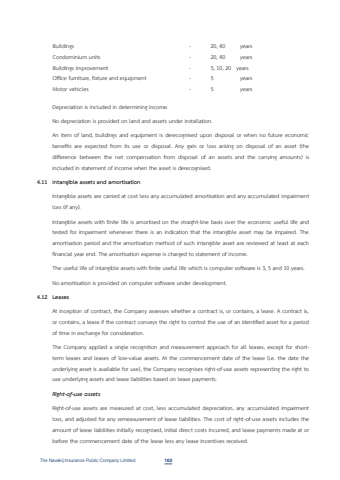 Buildings - 20, 40 years
Condominium units - 20, 40 years
Buildings improvement - 5, 10, 20 years
Office furniture, fixture and equipment - 5 years
Motor vehicles - 5 years
Depreciation is included in determining income.
No depreciation is provided on land and assets under installation.
An item of land, buildings and equipment is derecognised upon disposal or when no future economic
benefits are expected from its use or disposal. Any gain or loss arising on disposal of an asset (the
difference between the net compensation from disposal of an assets and the carrying amounts) is
included in statement of income when the asset is derecognised.
4.11 Intangible assets and amortisation
Intangible assets are carried at cost less any accumulated amortisation and any accumulated impairment
loss (if any).
Intangible assets with finite life is amortised on the straight-line basis over the economic useful life and
tested for impairment whenever there is an indication that the intangible asset may be impaired. The
amortisation period and the amortisation method of such intangible asset are reviewed at least at each
financial year end. The amortisation expense is charged to statement of income.
The useful life of intangible assets with finite useful which is computer software is 3, 5 and 10 years.
No amortisation is provided on computer software under development.
4.12 Leases
At inception of contract, the Company assesses whether a contract is, or contains, a lease. A contract is,
or contains, a lease if the contract conveys the right to control the use of an identified asset for a period
of time in exchange for consideration.
The Company applied a single recognition and measurement approach for all leases, except for short-
term leases and leases of low-value assets. At the commencement date of the lease (i.e. the date the
underlying asset is available for use), the Company recognises right-of-use assets representing the right to
use underlying assets and lease liabilities based on lease payments.
Right-of-use assets
Right-of-use assets are measured at cost, less accumulated depreciation, any accumulated impairment
loss, and adjusted for any remeasurement of lease liabilities. The cost of right-of-use assets includes the
amount of lease liabilities initially recognised, initial direct costs incurred, and lease payments made at or
before the commencement date of the lease less any lease incentives received.
The Navakij Insurance Public Company Limited 162